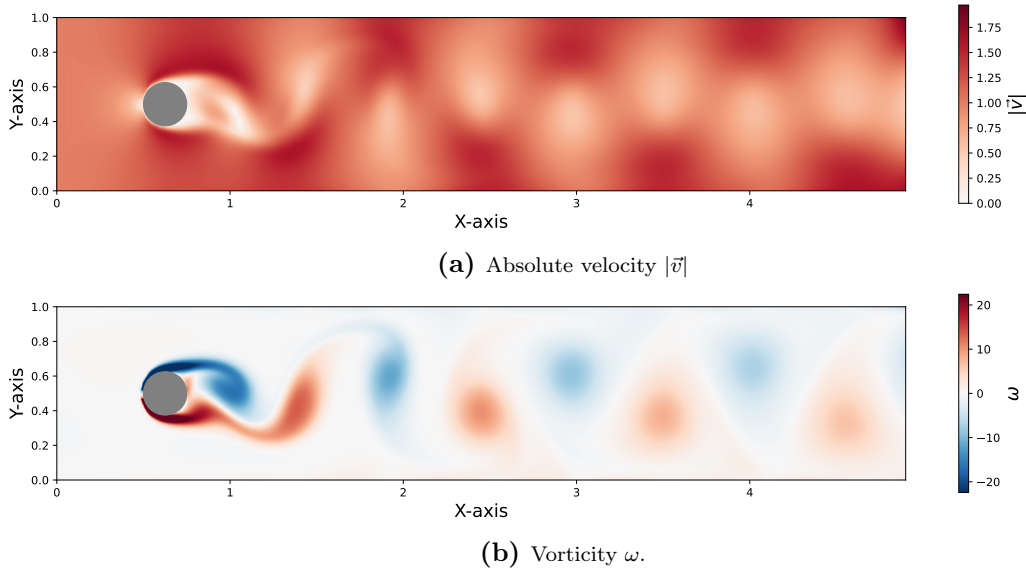 1.0
0.8
0.6
0.4
0.2
0.0
Y-axis
0 1 2 3 4
X-axis
1.75
1.50
1.25
1.00
0.75
0.50
0.25
0.00
|v⃗|
(a) Absolute velocity |v⃗|
1.0
0.8
0.6
0.4
0.2
0.0
Y-axis
0 1 2 3 4
X-axis
20
10
0
−10
−20
ω
(b) Vorticity ω.